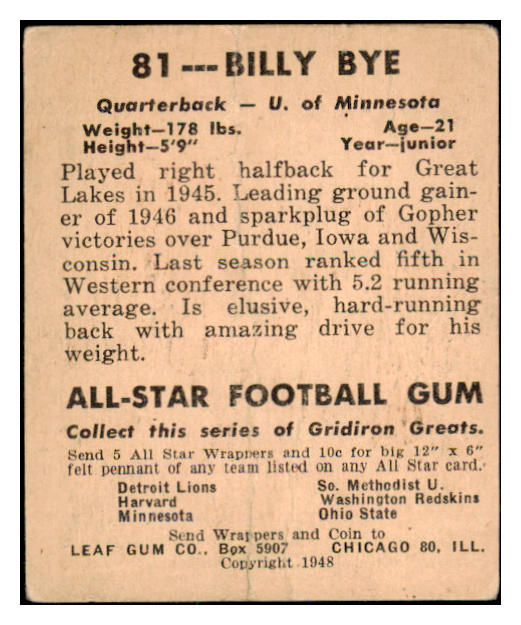 81---BILLY BYE
Quarterback — U. of Minnesota
Weight—178 lbs. Age—21
Height—5'9" Year—junior
Played right halfback for Great
Lakes in 1945. Leading ground gain-
er of 1946 and sparkplug of Gopher
victories over Purdue, Iowa and Wis-
consin. Last season ranked fifth in
Western conference with 5.2 running
average. Is elusive, hard-running
back with amazing drive for his
weight.
ALL-STAR FOOTBALL GUM
Collect this series of Gridiron Greats.
Send 5 All Star Wrappers and 10c for big 12" x 6"
felt pennant of any team listed on any All Star card.
Detroit Lions So. Methodist U.
Harvard Washington Redskins
Minnesota Ohio State
Send Wrappers and Coin to
LEAF GUM CO., Box 5907 CHICAGO 80, ILL.
Copyright 1948